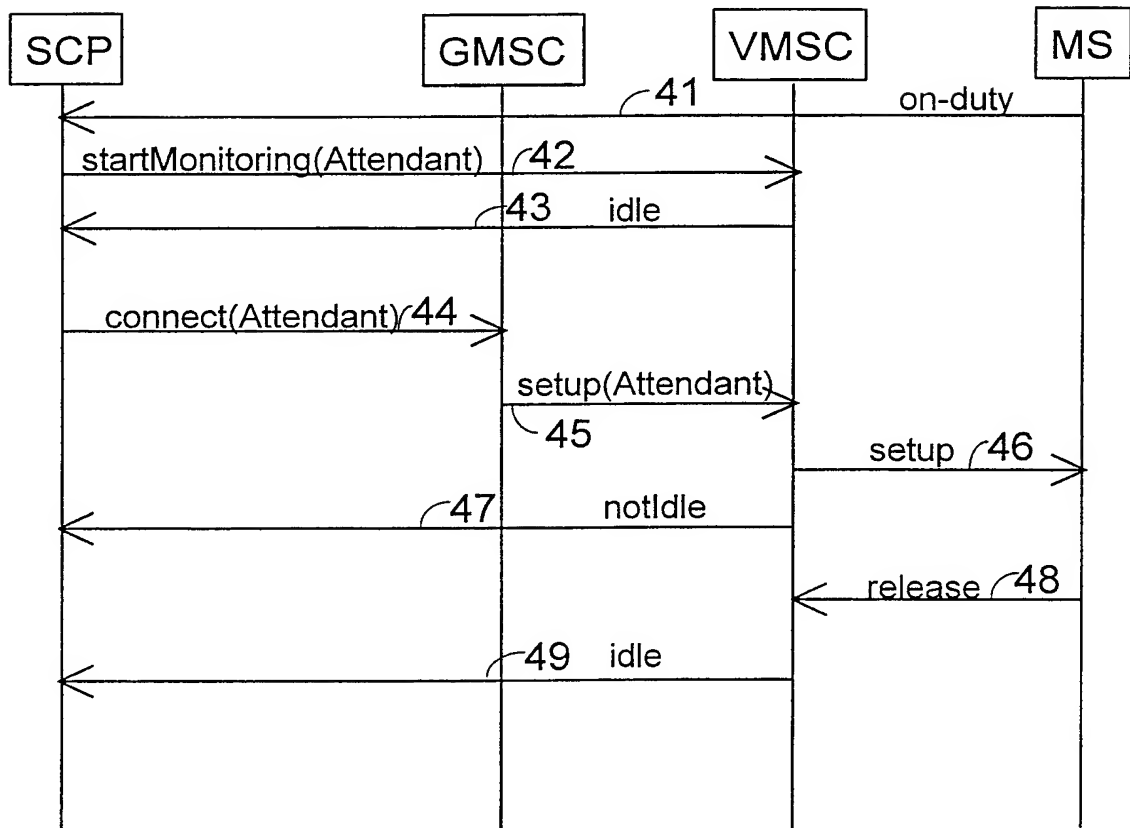 SCP GMSC VMSC MS
41 on-duty
startMonitoring(Attendant) 42
43 idle
connect(Attendant) 44
setup(Attendant)
45
setup 46
47 notIdle
release 48
49 idle